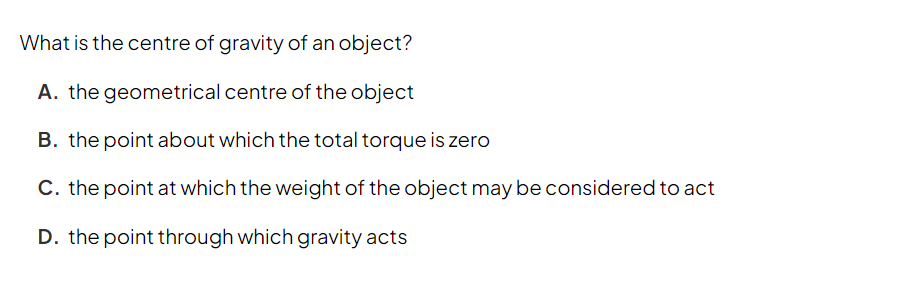 What is the centre of gravity of an object?
A. the geometrical centre of the object
B. the point about which the total torque is zero
C. the point at which the weight of the object may be considered to act
D. the point through which gravity acts